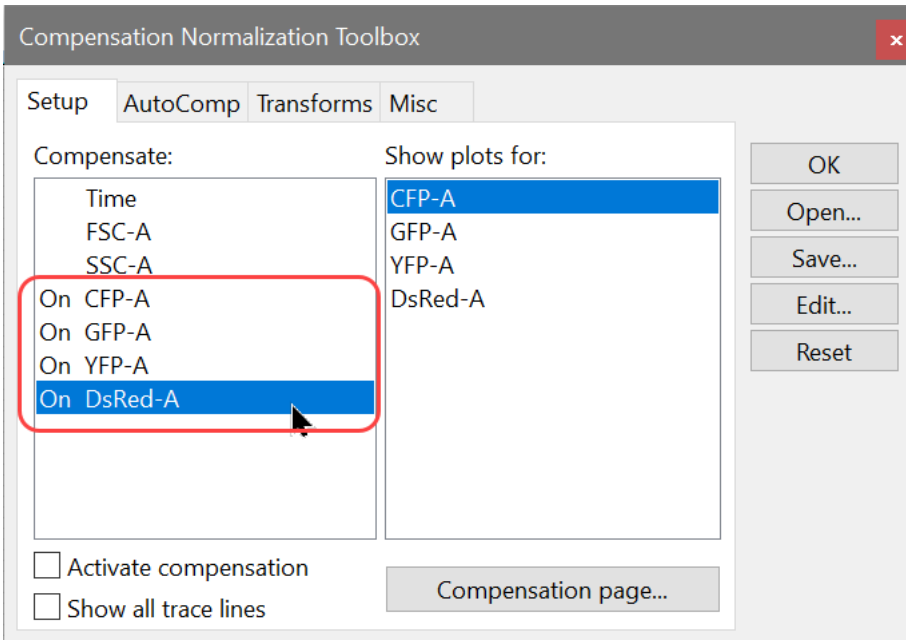 Compensation Normalization Toolbox
x
Setup AutoComp Transforms Misc
Compensate:
Time
FSC-A
SSC-A
On CFP-A
On GFP-A
On YFP-A
On DsRed-A
Show plots for:
CFP-A
GFP-A
YFP-A
DsRed-A
OK
Open...
Save...
Edit...
Reset
Activate compensation
Show all trace lines
Compensation page...